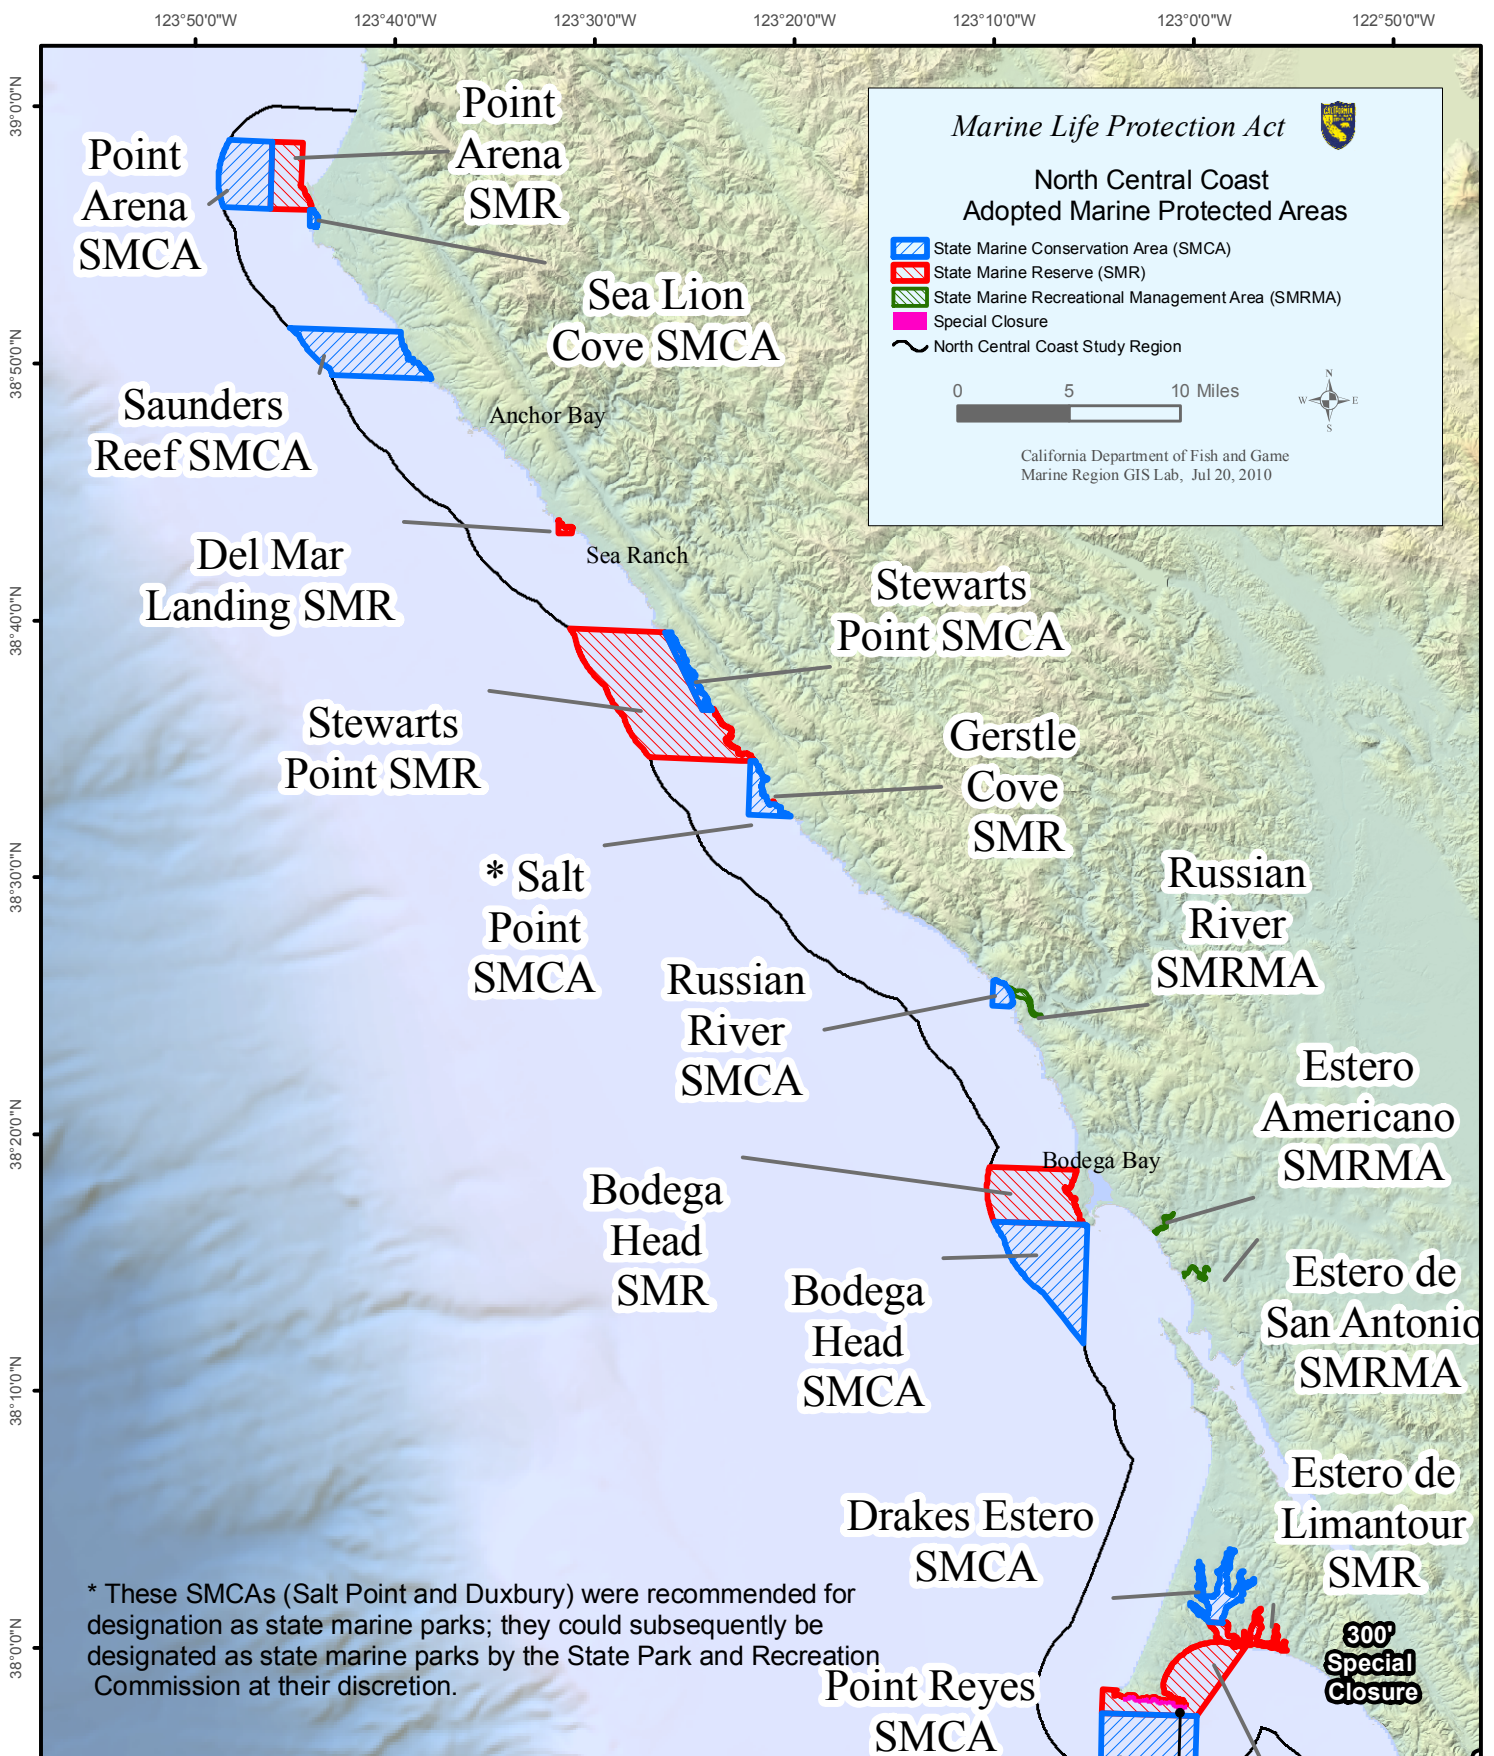 123°50'0"W
123°40'0"W
123°30'0"W
123°20'0"W
123°10'0"W
123°0'0"W
122°50'0"W
39°0'0"N
38°50'0"N
38°40'0"N
38°30'0"N
38°20'0"N
38°10'0"N
38°0'0"N
Marine Life Protection Act
CALIFORNIA
North Central Coast
Adopted Marine Protected Areas
State Marine Conservation Area (SMCA)
State Marine Reserve (SMR)
State Marine Recreational Management Area (SMRMA)
Special Closure
North Central Coast Study Region
0 5 10 Miles
N
W E
S
California Department of Fish and Game
Marine Region GIS Lab, Jul 20, 2010
Point
Arena
SMR
Point
Arena
SMCA
Sea Lion
Cove SMCA
Saunders
Reef SMCA
Anchor Bay
Del Mar
Landing SMR
Sea Ranch
Stewarts
Point SMCA
Stewarts
Point SMR
Gerstle
Cove
SMR
* Salt
Point
SMCA
Russian
River
SMRMA
Russian
River
SMCA
Estero
Americano
SMRMA
Bodega Bay
Bodega
Head
SMR
Estero de
San Antonio
SMRMA
Bodega
Head
SMCA
Estero de
Limantour
SMR
Drakes Estero
SMCA
300'
Special
Closure
Point Reyes
SMCA
* These SMCAs (Salt Point and Duxbury) were recommended for
designation as state marine parks; they could subsequently be
designated as state marine parks by the State Park and Recreation
Commission at their discretion.